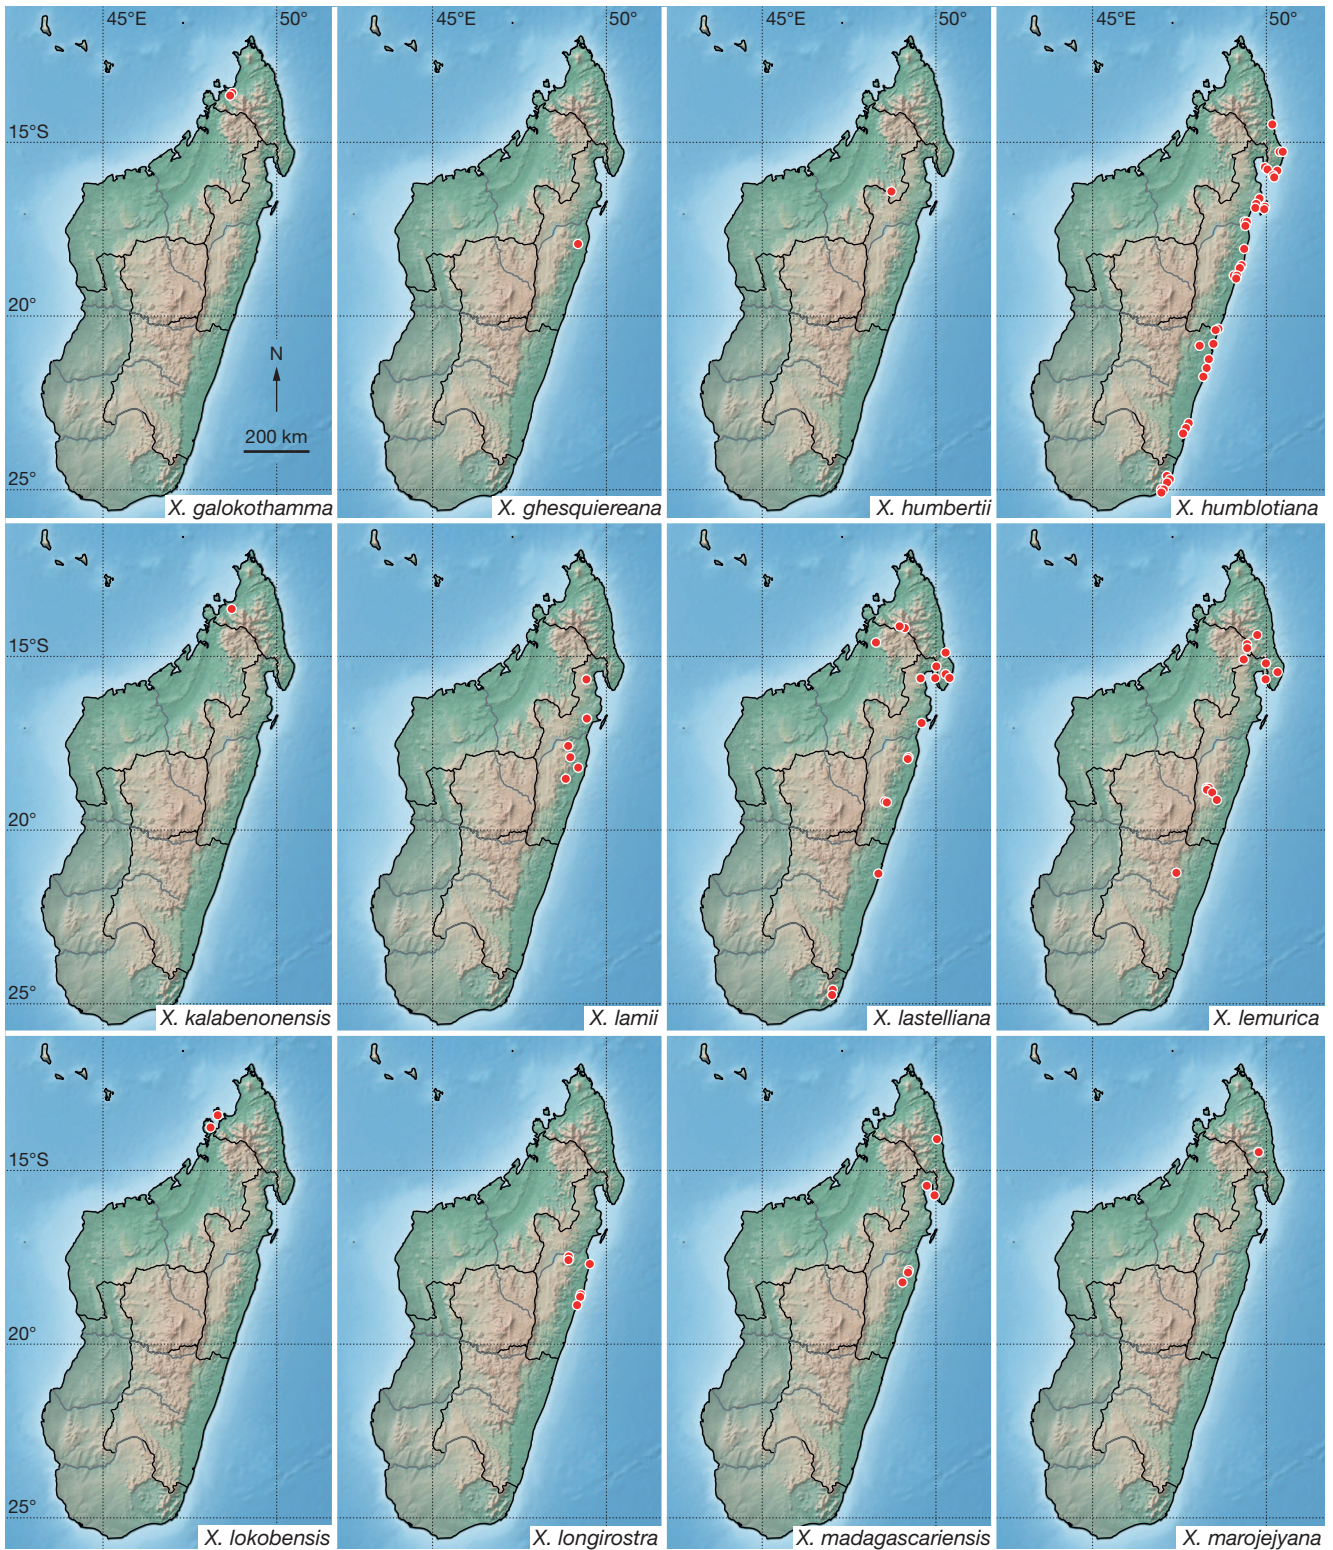 45°E 50° 45°E 50° 45°E 50° 45°E 50°
15°S
20°
N
200 km
25°
X. galokothamma X. ghesquiereana X. humbertii X. humblotiana
15°S
20°
25°
X. kalabenonensis X. lamii X. lastelliana X. lemurica
15°S
20°
25°
X. lokobensis X. longirostra X. madagascariensis X. marojejyana